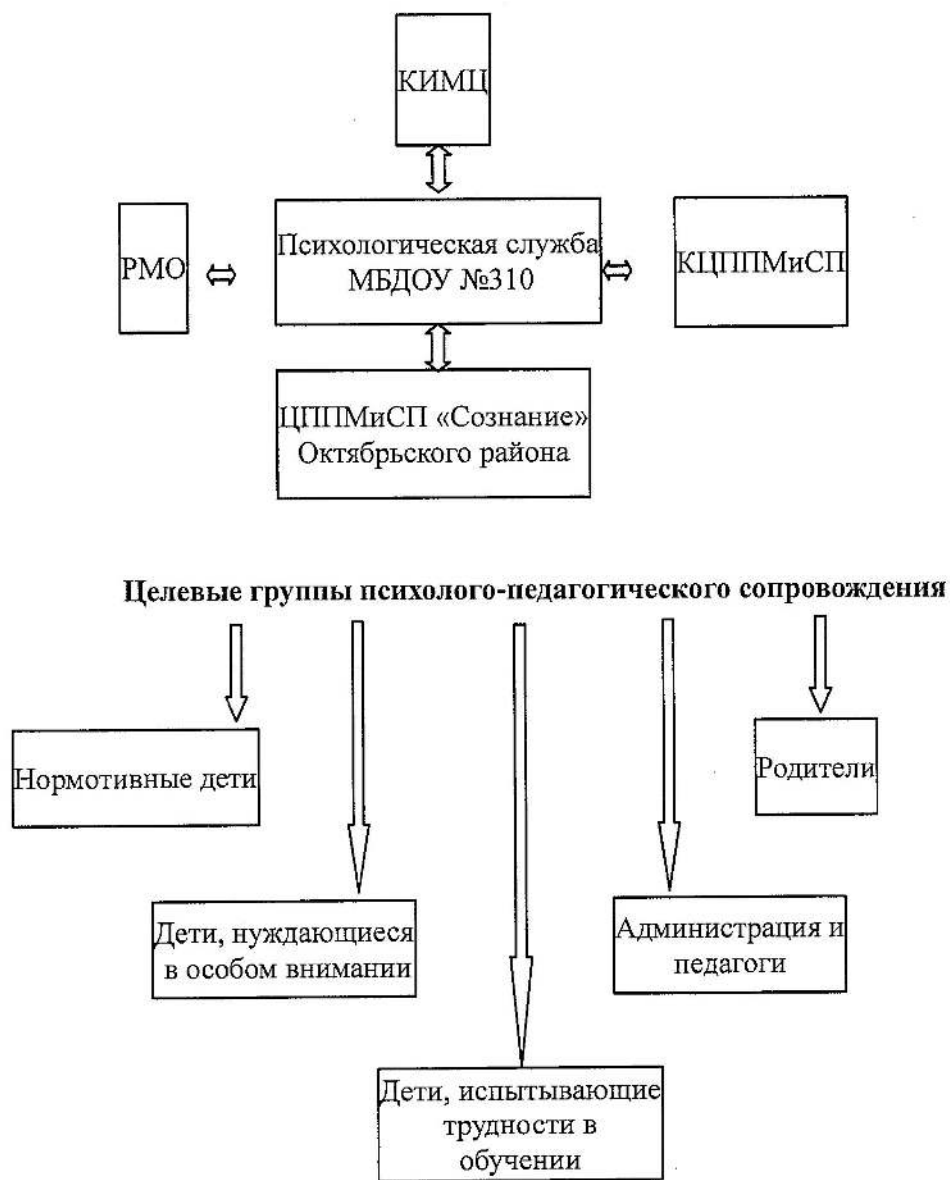 КИМЦ
РМО
Психологическая служба
МБДОУ №310
КЦППМиСП
ЦППМиСП «Сознание»
Октябрьского района
Целевые группы психолого-педагогического сопровождения
Нормотивные дети
Родители
Дети, нуждающиеся
в особом внимании
Администрация и
педагоги
Дети, испытывающие
трудности в
обучении